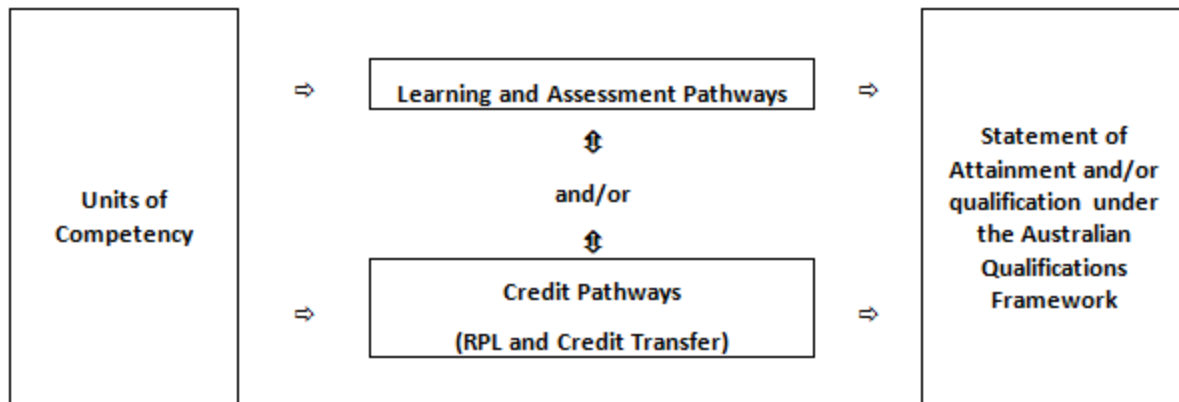 Units of
Competency
Learning and Assessment Pathways
and/or
Credit Pathways
(RPL and Credit Transfer)
Statement of
Attainment and/or
qualification under
the Australian
Qualifications
Framework